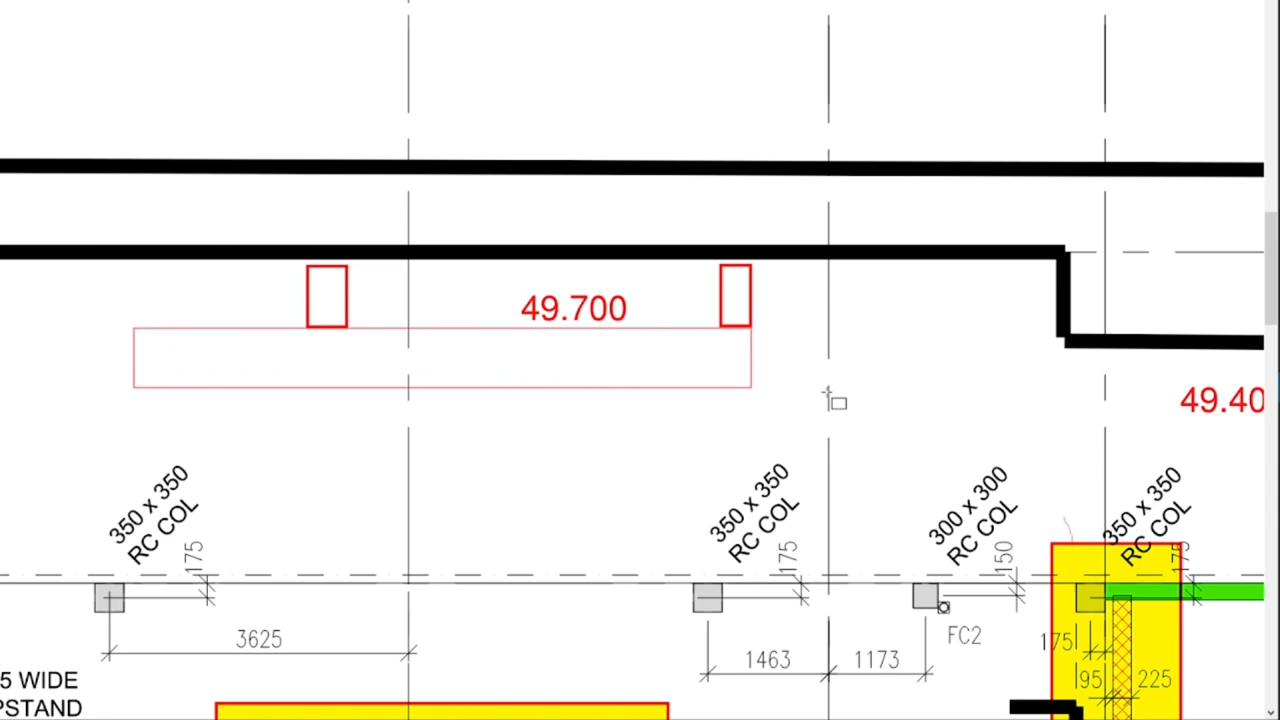 49.700
49.40
350 x 350
RC COL
175
350 x 350
RC COL
175
300 x 300
RC COL
150
350 x 350
RC COL
175
3625
1463
1173
FC2
175
95
225
5 WIDE
PSTAND